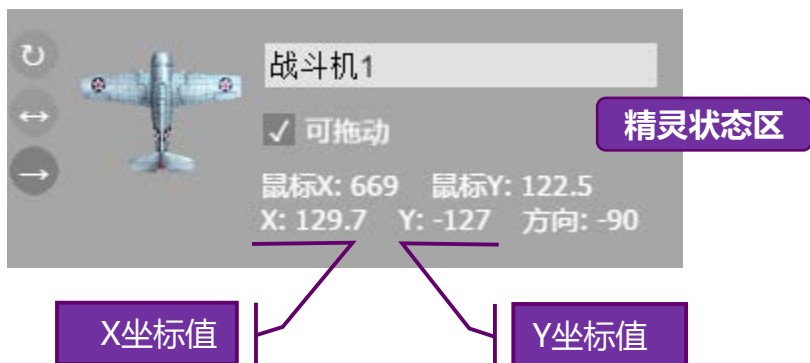 战斗机1
可拖动
精灵状态区
鼠标X: 669 鼠标Y: 122.5
X: 129.7 Y: -127 方向: -90
X坐标值
Y坐标值